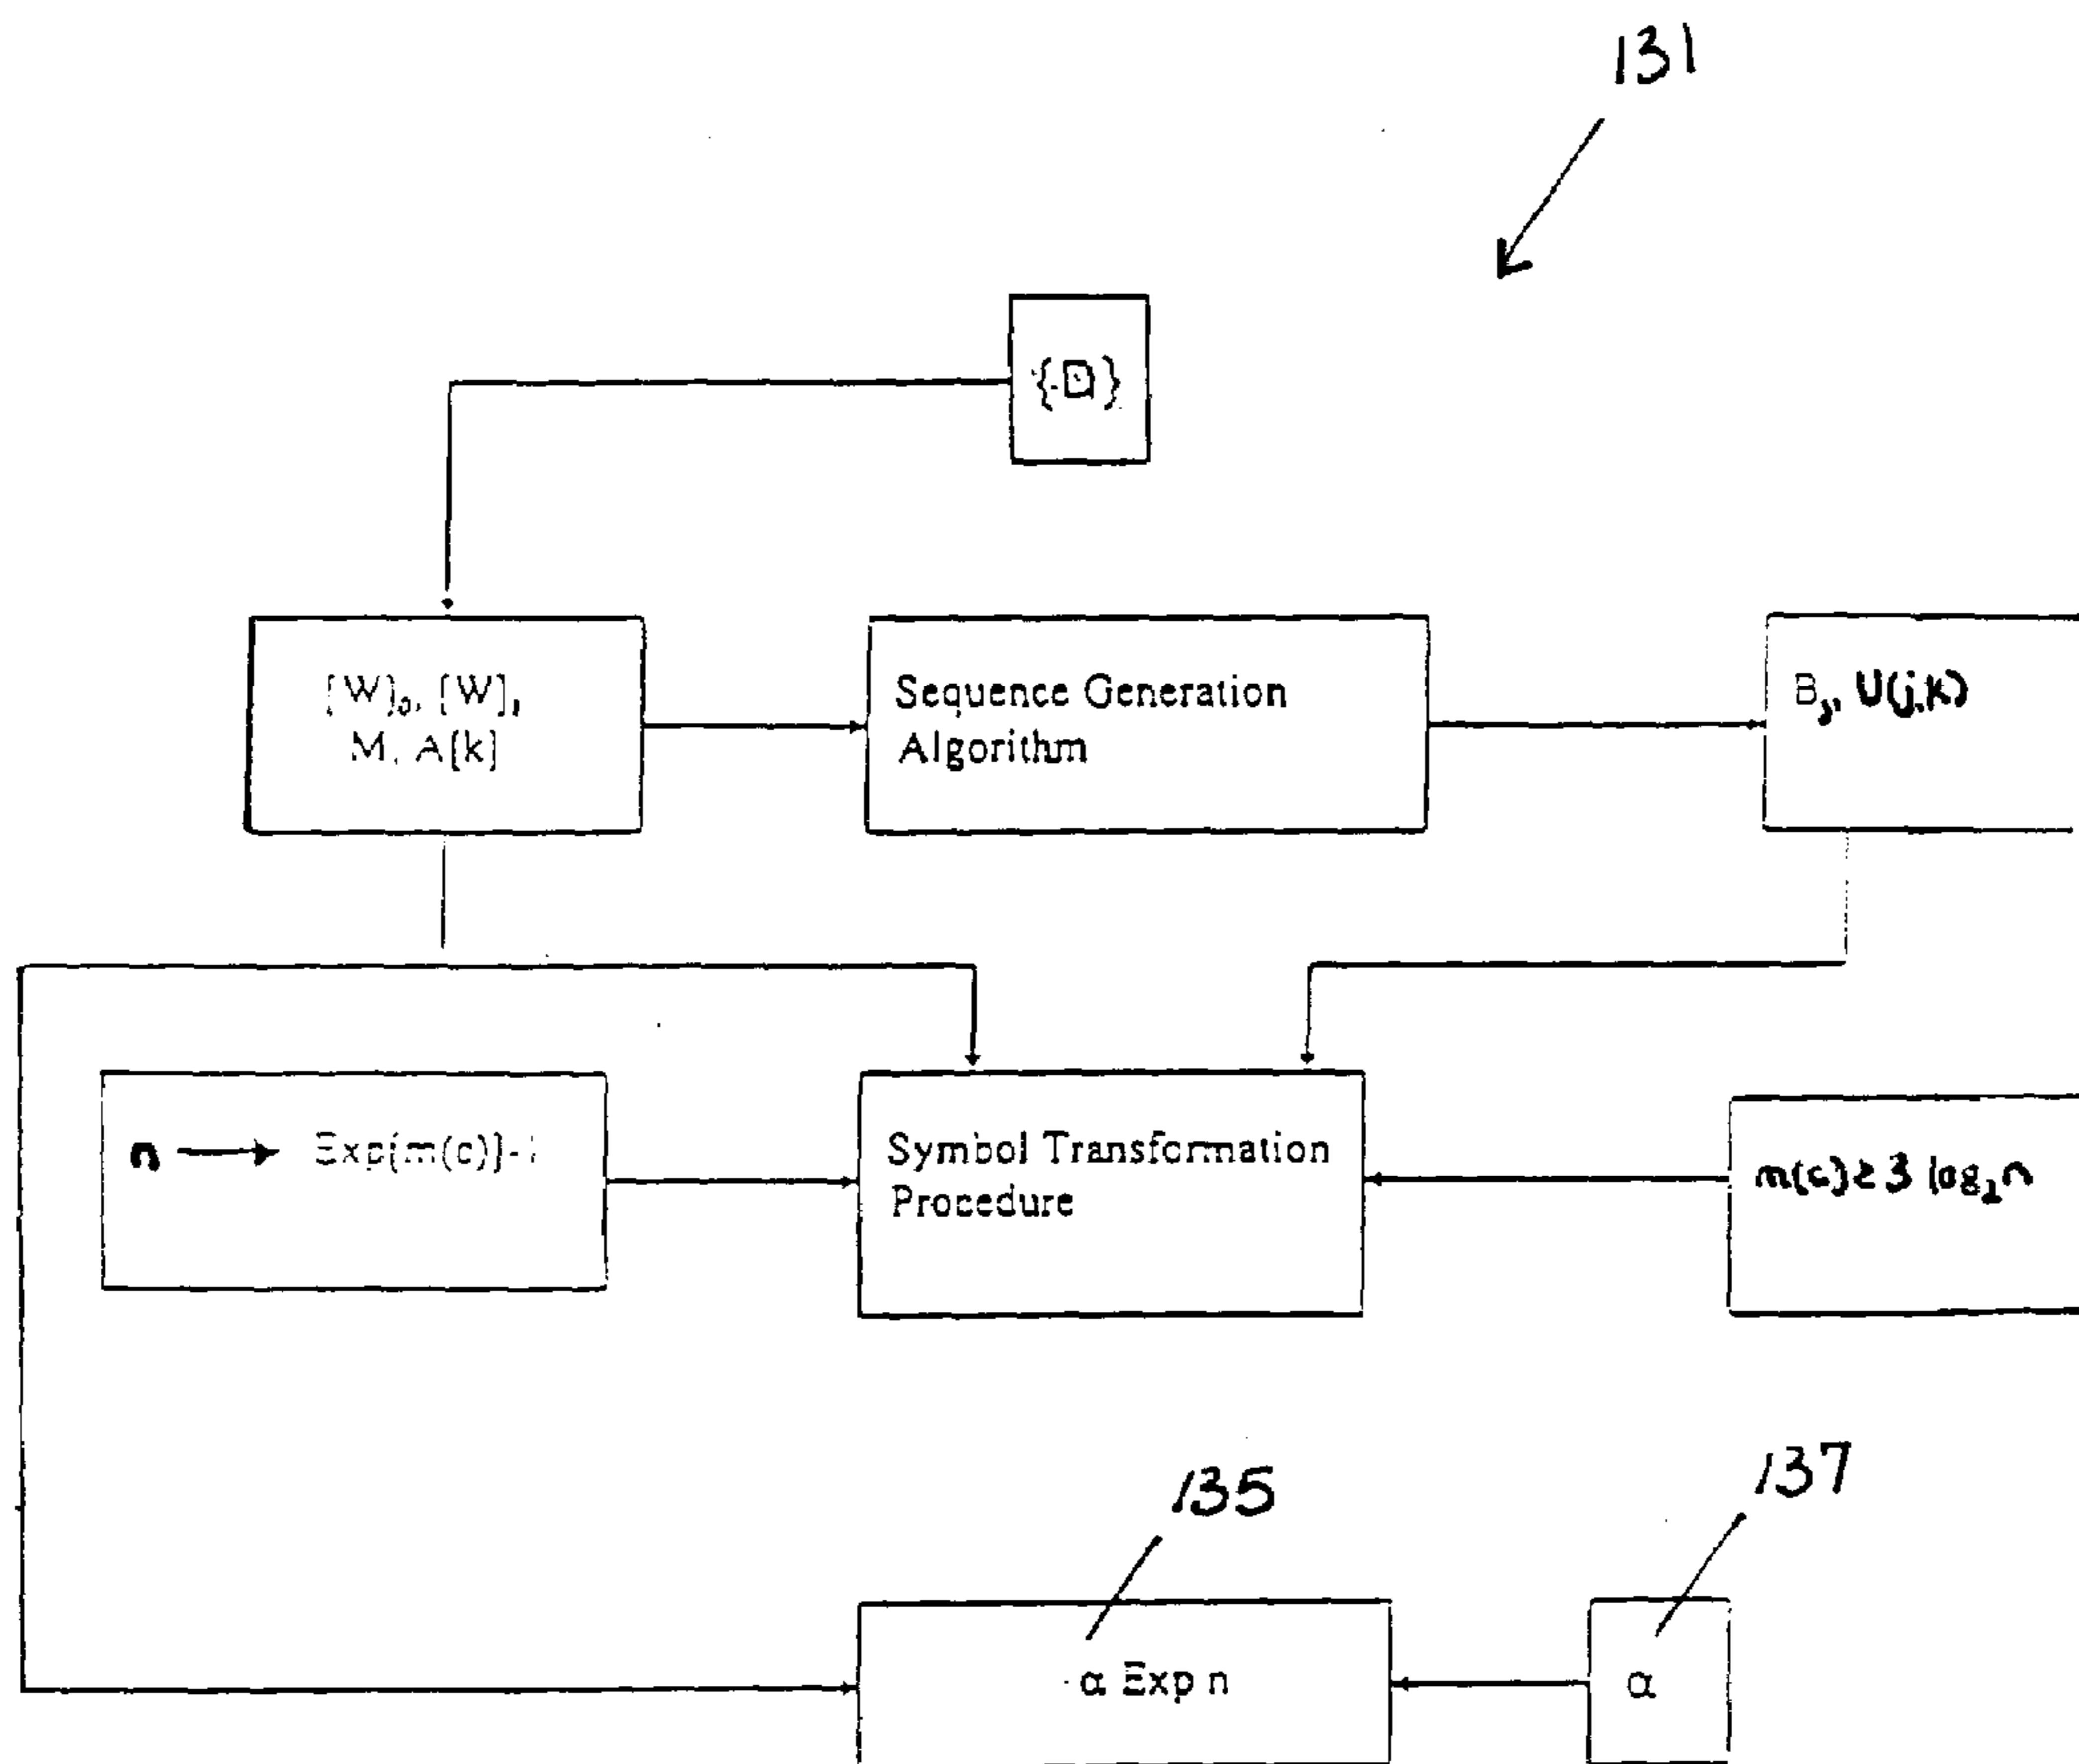 131
{D}
[W]₀, [W]₁,
M, A[k]
Sequence Generation
Algorithm
Bⱼ, U(j,k)
n → Exp[m(c)]-1
Symbol Transformation
Procedure
m(c)≥3 log₂n
135
137
α Exp n
α